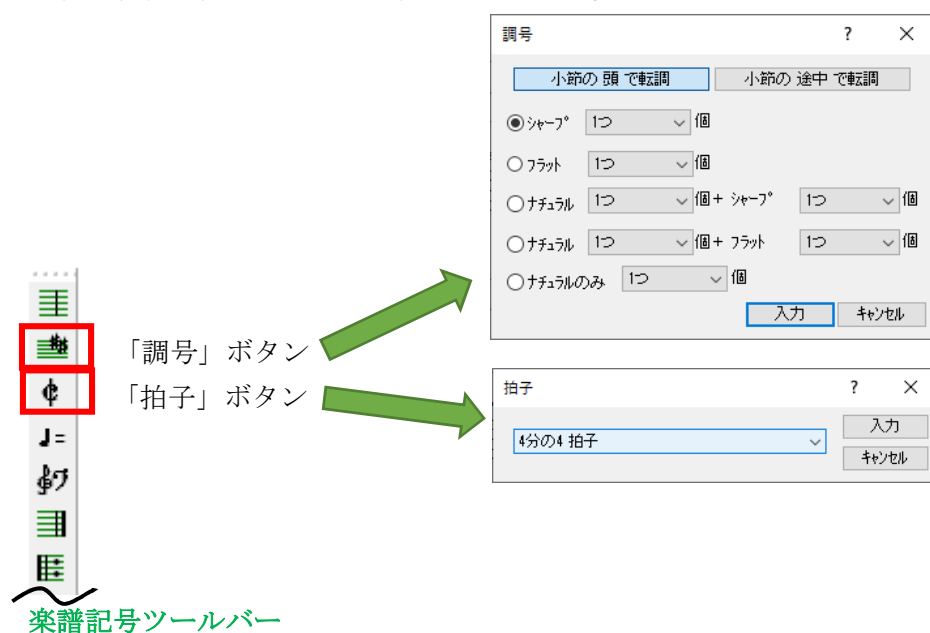 調号 ? ×
小節の 頭 で転調 小節の 途中 で転調
シャープ 1つ 個
フラット 1つ 個
ナチュラル 1つ 個+ シャープ 1つ 個
ナチュラル 1つ 個+ フラット 1つ 個
ナチュラルのみ 1つ 個
入力 キャンセル
「調号」ボタン
「拍子」ボタン
拍子 ? ×
4分の4 拍子 入力
キャンセル
楽譜記号ツールバー